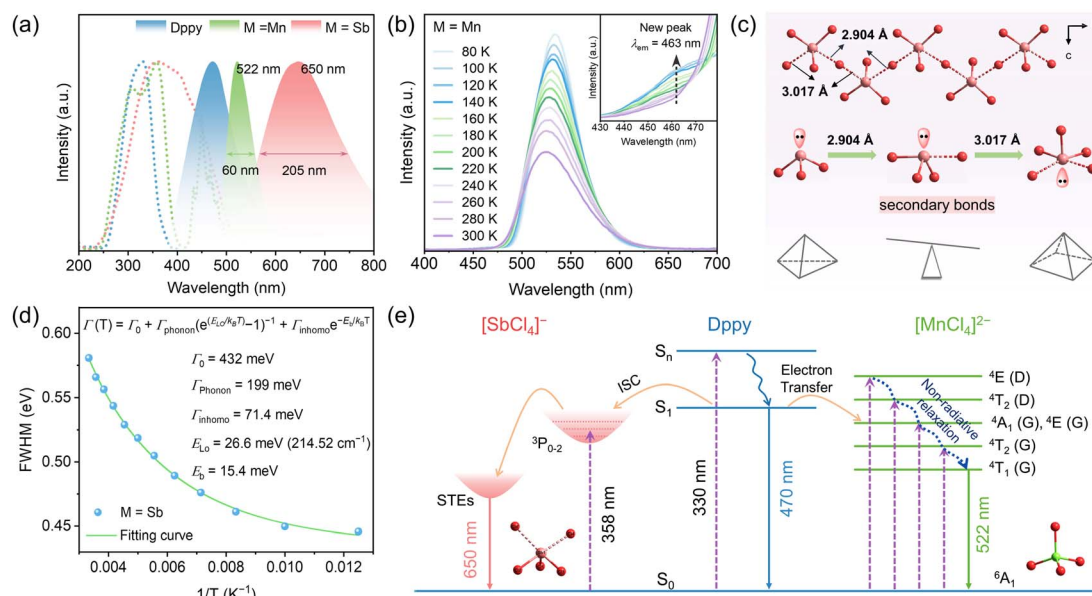 (a)
Dppy
M =Mn
M = Sb
522 nm
650 nm
60 nm
205 nm
Intensity (a.u.)
200 300 400 500 600 700 800
Wavelength (nm)
(b)
M = Mn
80 K
100 K
120 K
140 K
160 K
180 K
200 K
220 K
240 K
260 K
280 K
300 K
Intensity (a.u.)
400 450 500 550 600 650 700
Wavelength (nm)
New peak
λem = 463 nm
Intensity (a.u.)
430 440 450 460 470
Wavelength (nm)
(c)
2.904 Å
3.017 Å
c
2.904 Å
3.017 Å
secondary bonds
(d)
Γ(T) = Γ0 + Γphonon(e(ELO/kBT)−1)−1 + Γinhomoe−Eb/kBT
Γ0 = 432 meV
ΓPhonon = 199 meV
Γinhomo = 71.4 meV
ELo = 26.6 meV (214.52 cm−1)
Eb = 15.4 meV
M = Sb
Fitting curve
FWHM (eV)
0.60
0.55
0.50
0.45
0.004 0.006 0.008 0.010 0.012
1/T (K−1)
(e)
[SbCl4]−
Dppy
[MnCl4]2−
Sn
S1
S0
ISC
Electron
Transfer
Non-radiative
relaxation
3P0-2
STEs
650 nm
358 nm
330 nm
470 nm
522 nm
4E (D)
4T2 (D)
4A1 (G), 4E (G)
4T2 (G)
4T1 (G)
6A1